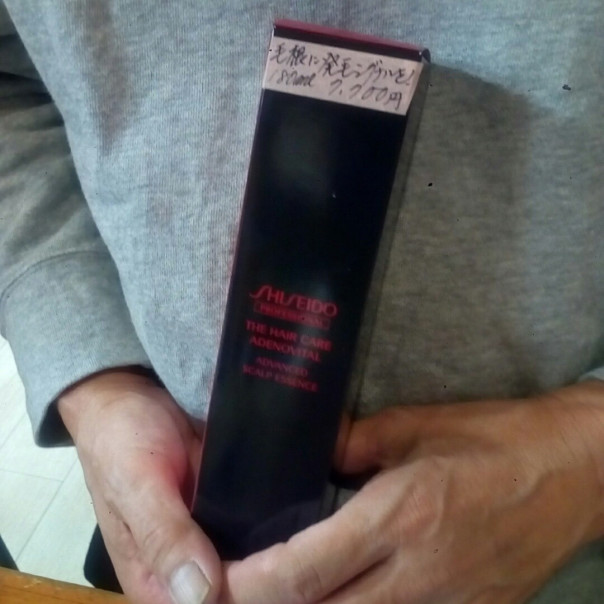 毛根に発毛シグナルを!
180ml 7,700円
SHISEIDO
PROFESSIONAL
THE HAIR CARE
ADENOVITAL
ADVANCED
SCALP ESSENCE